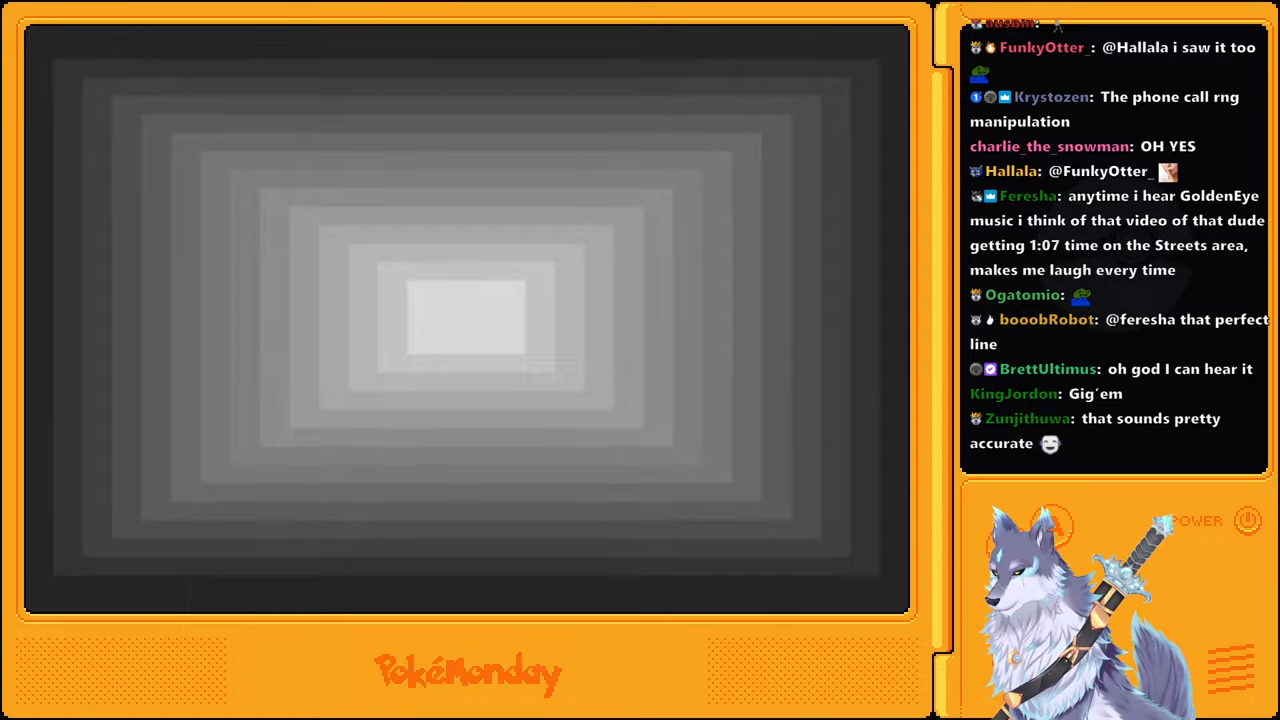 ausbin:
FunkyOtter_: @Hallala i saw it too
Krystozen: The phone call rng
manipulation
charlie_the_snowman: OH YES
Hallala: @FunkyOtter_
Feresha: anytime i hear GoldenEye
music i think of that video of that dude
getting 1:07 time on the Streets area,
makes me laugh every time
Ogatomio:
booobRobot: @feresha that perfect
line
BrettUltimus: oh god I can hear it
KingJordon: Gig´em
Zunjithuwa: that sounds pretty
accurate
POWER
PokéMonday